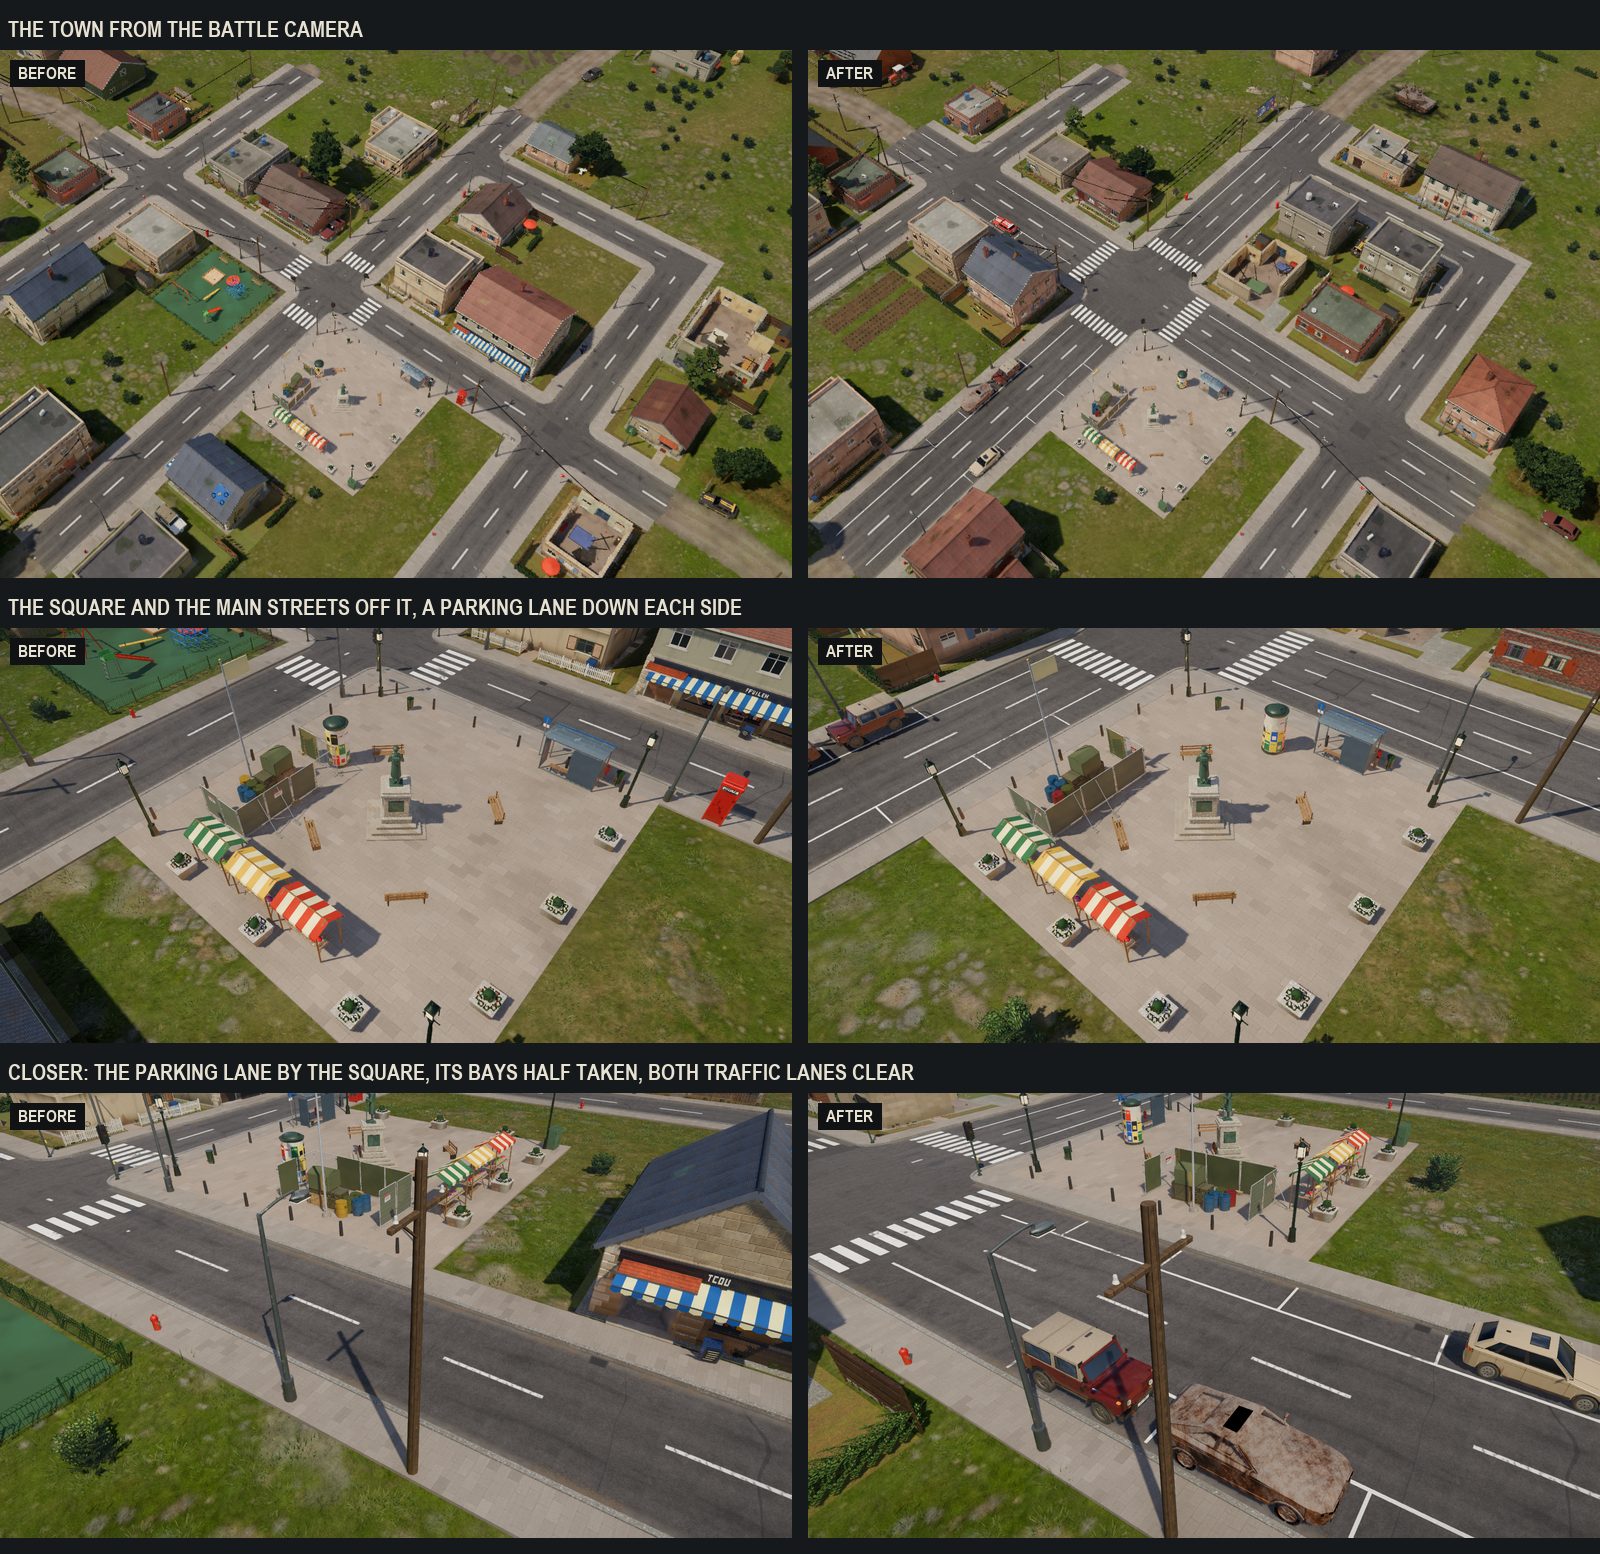 THE TOWN FROM THE BATTLE CAMERA
BEFORE
AFTER
THE SQUARE AND THE MAIN STREETS OFF IT, A PARKING LANE DOWN EACH SIDE
BEFORE
AFTER
CLOSER: THE PARKING LANE BY THE SQUARE, ITS BAYS HALF TAKEN, BOTH TRAFFIC LANES CLEAR
BEFORE
AFTER